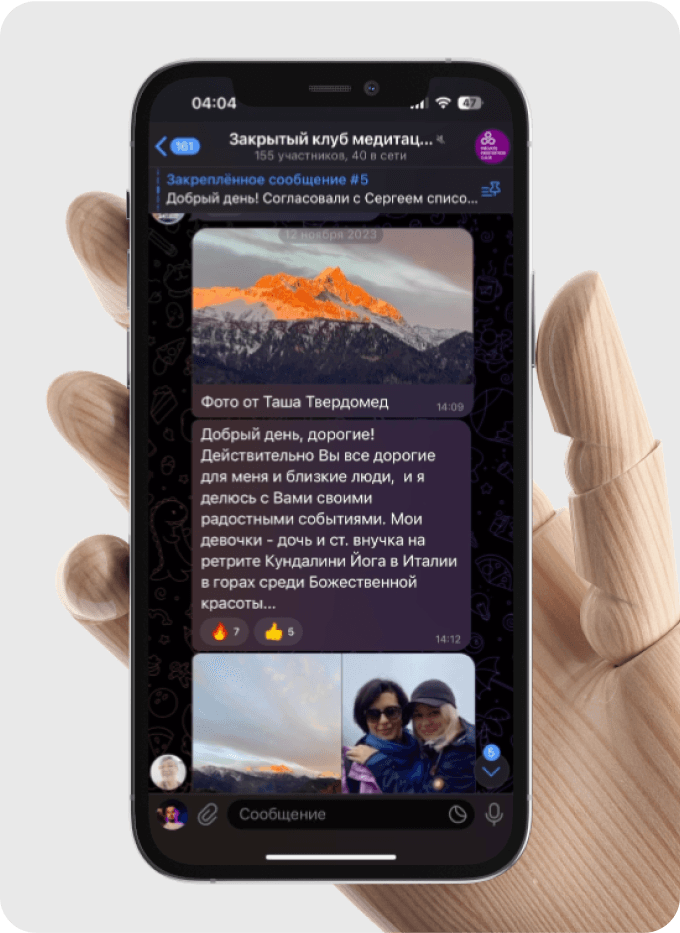 04:04
47
161
Закрытый клуб медитац...
155 участников, 40 в сети
Закреплённое сообщение #5
Добрый день! Согласовали с Сергеем списо...
12 ноября 2023
Фото от Таша Твердомед
14:09
Добрый день, дорогие!
Действительно Вы все дорогие
для меня и близкие люди, и я
делюсь с Вами своими
радостными событиями. Мои
девочки - дочь и ст. внучка на
ретрите Кундалини Йога в Италии
в горах среди Божественной
красоты...
7
5
14:12
5
Сообщение